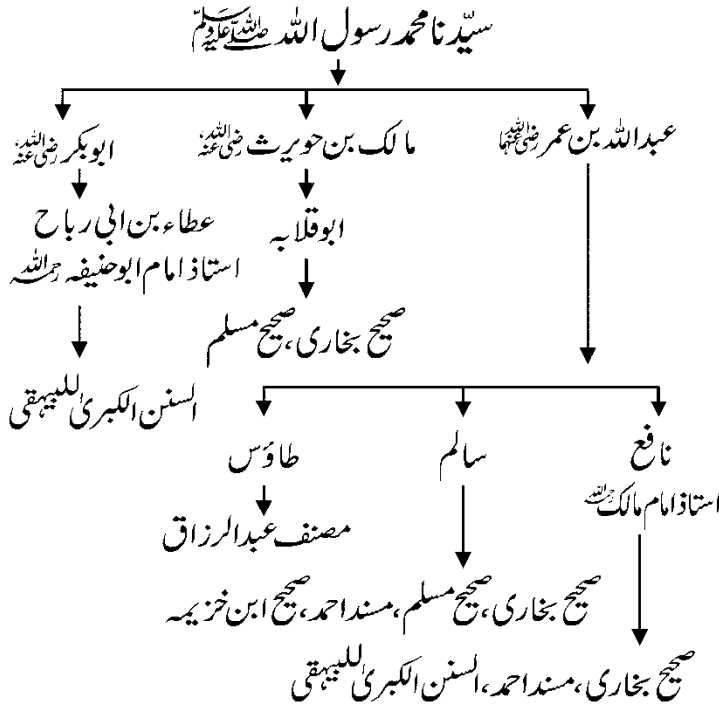 سیّدنا محمد رسول اللہ ﷺ
عبداللہ بن عمر رضی اللہ عنہما
مالک بن حویرث رضی اللہ عنہ
ابوبکر رضی اللہ عنہ
ابوقلابہ
عطاء بن ابی رباح
استاذ امام ابوحنیفہ رحمہ اللہ
صحیح بخاری، صحیح مسلم
السنن الکبریٰ للبیہقی
نافع
سالم
طاؤس
استاذ امام مالک رحمہ اللہ
مصنف عبدالرزاق
صحیح بخاری، صحیح مسلم، مسند احمد، صحیح ابن خزیمہ
صحیح بخاری، مسند احمد، السنن الکبریٰ للبیہقی